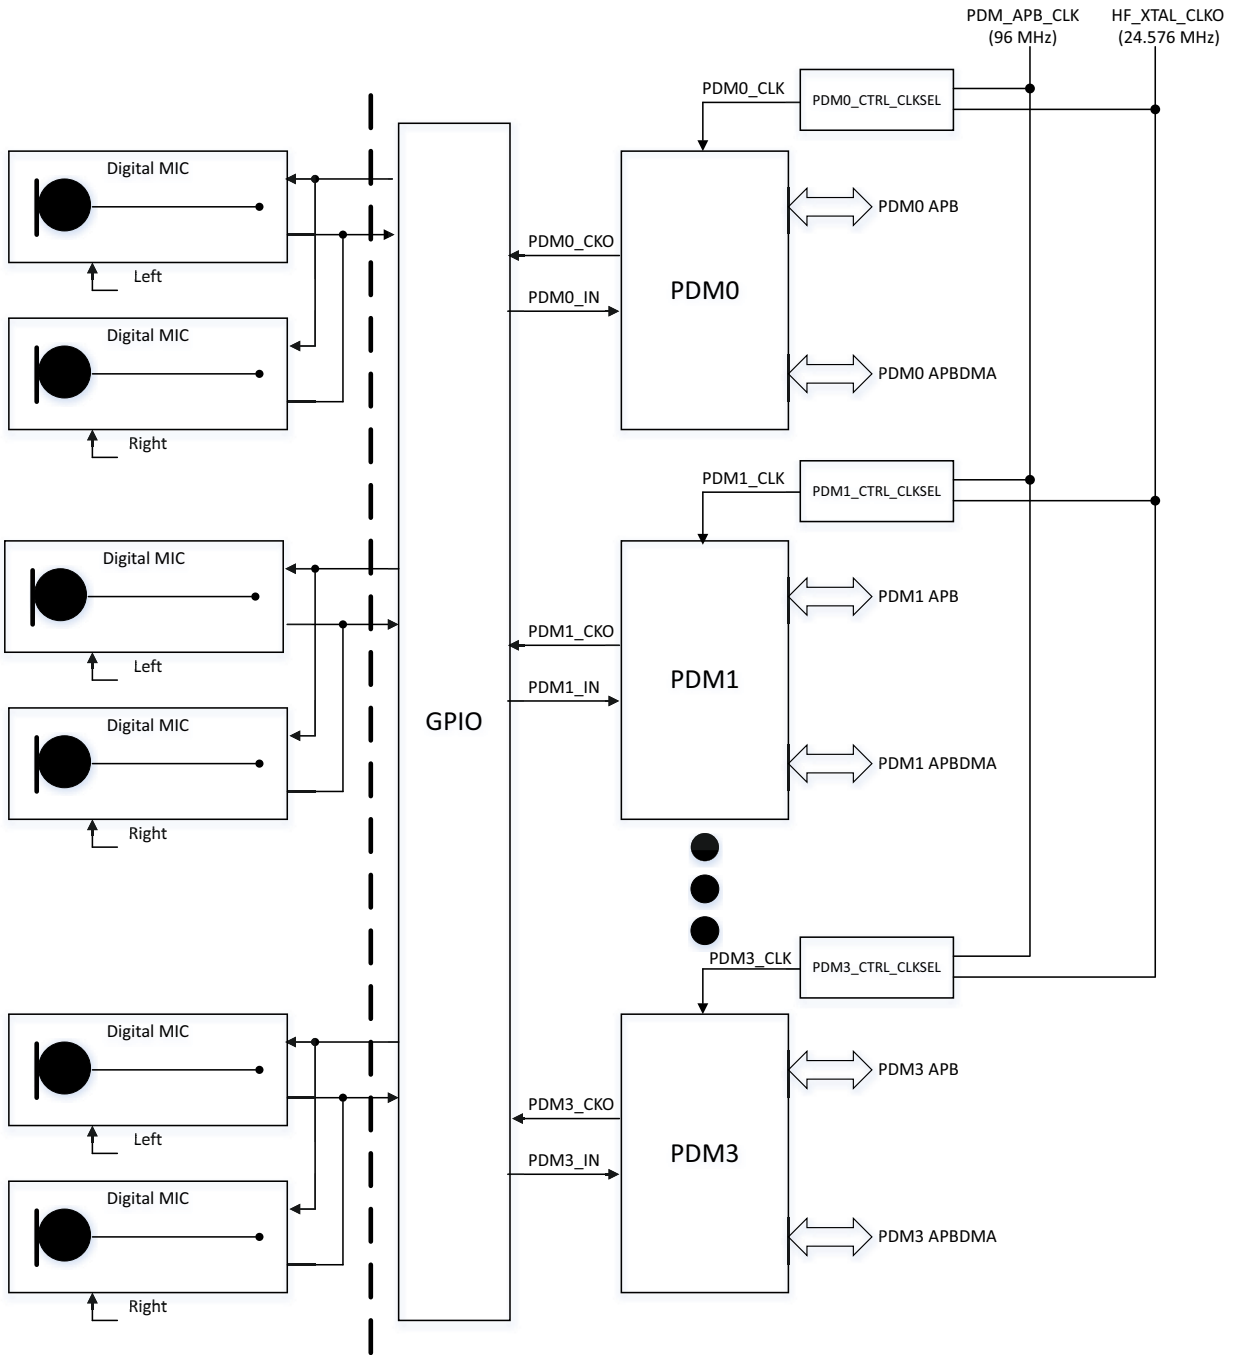 PDM_APB_CLK
(96 MHz)
HF_XTAL_CLKO
(24.576 MHz)
PDM0_CLK
PDM0_CTRL_CLKSEL
Digital MIC
Left
PDM0_CKO
PDM0_IN
PDM0
PDM0 APB
Digital MIC
Right
PDM0 APBDMA
PDM1_CLK
PDM1_CTRL_CLKSEL
Digital MIC
Left
PDM1_CKO
PDM1_IN
PDM1
PDM1 APB
GPIO
Digital MIC
Right
PDM1 APBDMA
PDM3_CLK
PDM3_CTRL_CLKSEL
Digital MIC
Left
PDM3_CKO
PDM3_IN
PDM3
PDM3 APB
Digital MIC
Right
PDM3 APBDMA